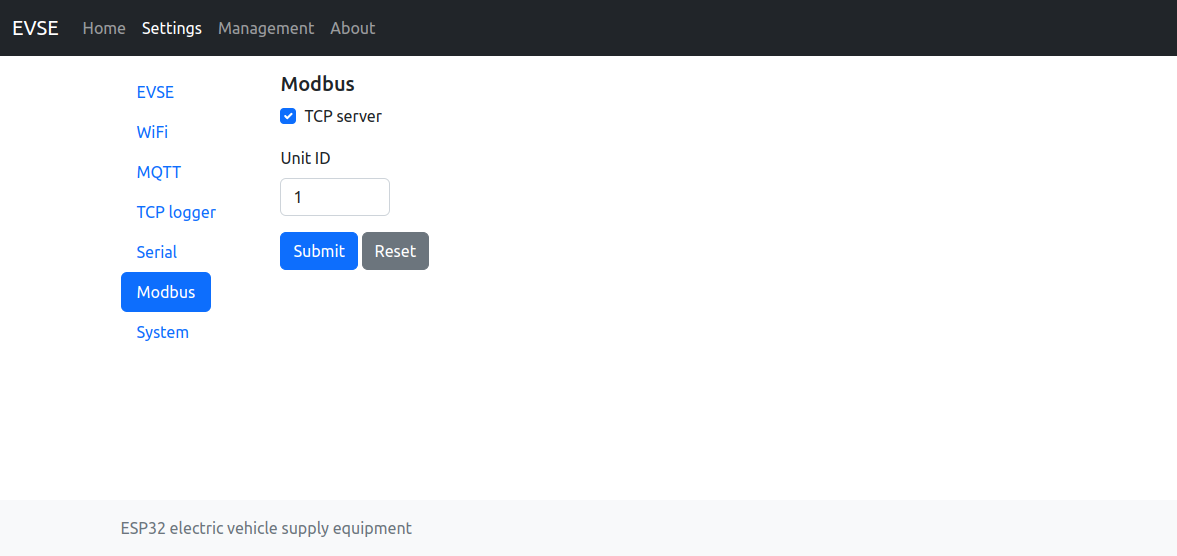 EVSE Home Settings Management About
EVSE
WiFi
MQTT
TCP logger
Serial
Modbus
System
Modbus
TCP server
Unit ID
1
Submit Reset
ESP32 electric vehicle supply equipment